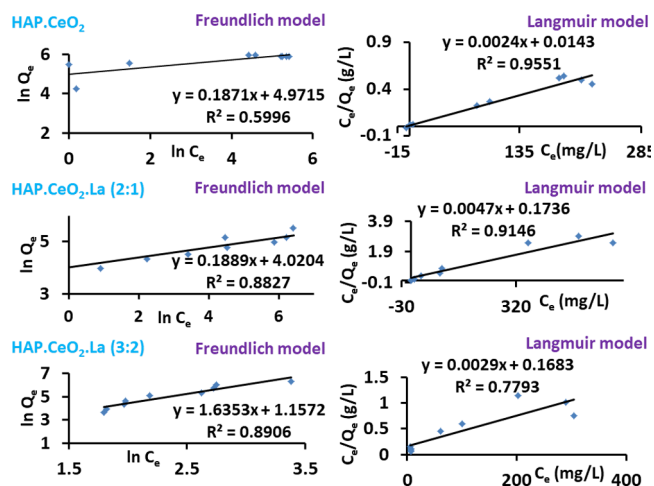 HAP.CeO₂
Freundlich model
ln Qₑ
6
4
2
y = 0.1871x + 4.9715
R² = 0.5996
0
2
4
6
ln Cₑ
Langmuir model
Cₑ/Qₑ (g/L)
0.9
0.4
-0.1
y = 0.0024x + 0.0143
R² = 0.9551
-15
135
285
Cₑ(mg/L)
HAP.CeO₂.La (2:1)
Freundlich model
ln Qₑ
5
3
y = 0.1889x + 4.0204
R² = 0.8827
0
2
4
6
ln Cₑ
Langmuir model
Cₑ/Qₑ (g/L)
3.9
1.9
-0.1
y = 0.0047x + 0.1736
R² = 0.9146
-30
320
Cₑ (mg/L)
HAP.CeO₂.La (3:2)
Freundlich model
ln Qₑ
7
5
3
1
y = 1.6353x + 1.1572
R² = 0.8906
1.5
2.5
3.5
ln Cₑ
Langmuir model
Cₑ/Qₑ (g/L)
1.5
1
0.5
0
y = 0.0029x + 0.1683
R² = 0.7793
0
200
400
Cₑ (mg/L)